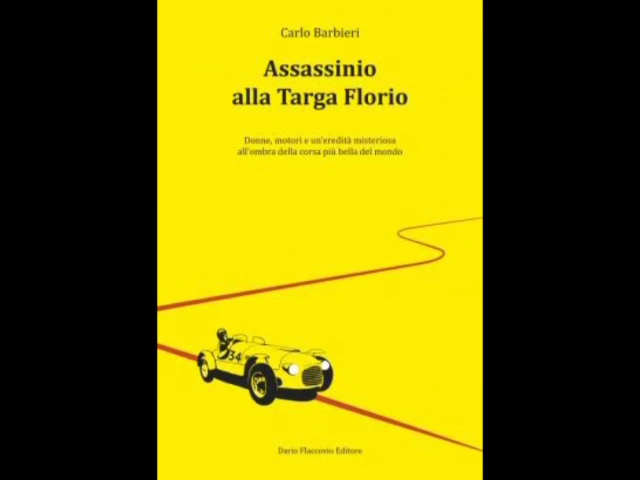 Carlo Barbieri
Assassinio
alla Targa Florio
Donne, motori e un'eredità misteriosa
all'ombra della corsa più bella del mondo
34
Dario Flaccovio Editore